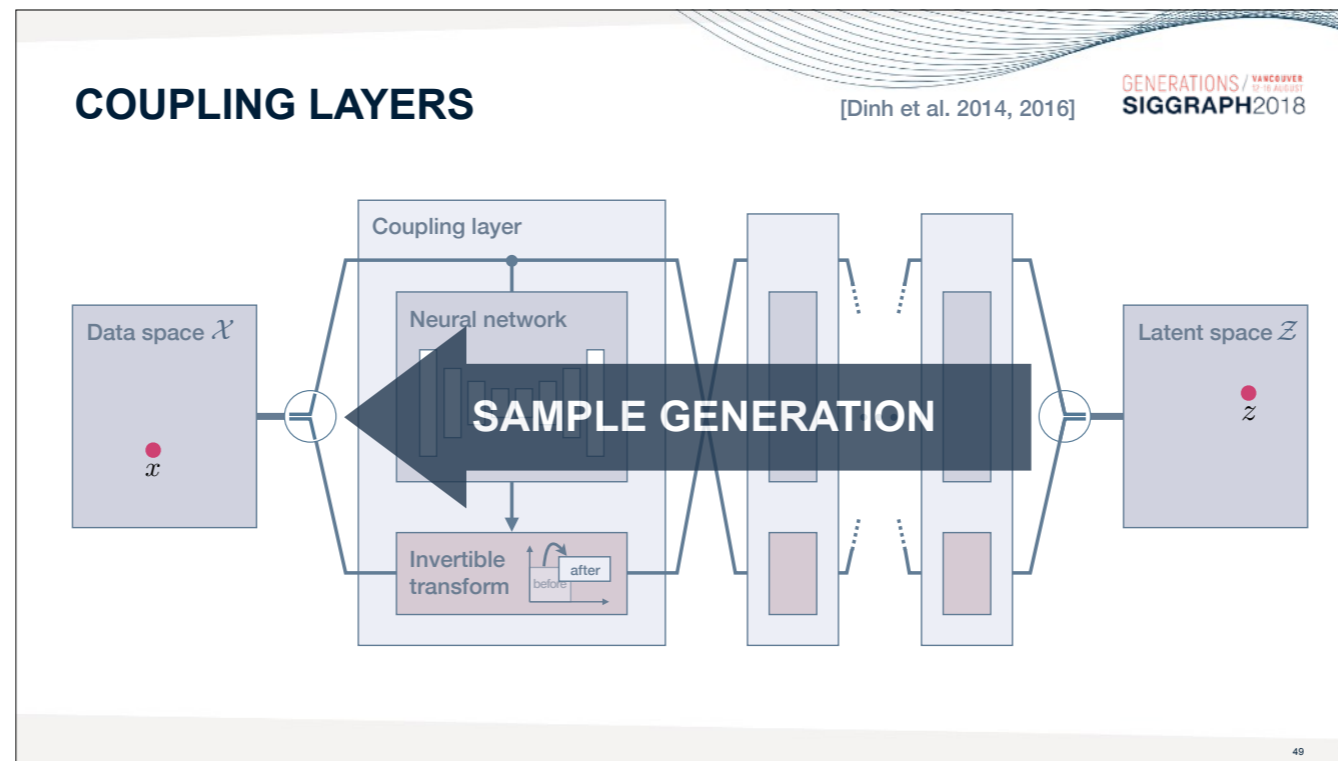 COUPLING LAYERS
[Dinh et al. 2014, 2016]
GENERATIONS / VANCOUVER
12-16 AUGUST
SIGGRAPH2018
Coupling layer
Data space 𝒳
x
Neural network
SAMPLE GENERATION
Invertible
transform
before
after
Latent space 𝒵
z
49